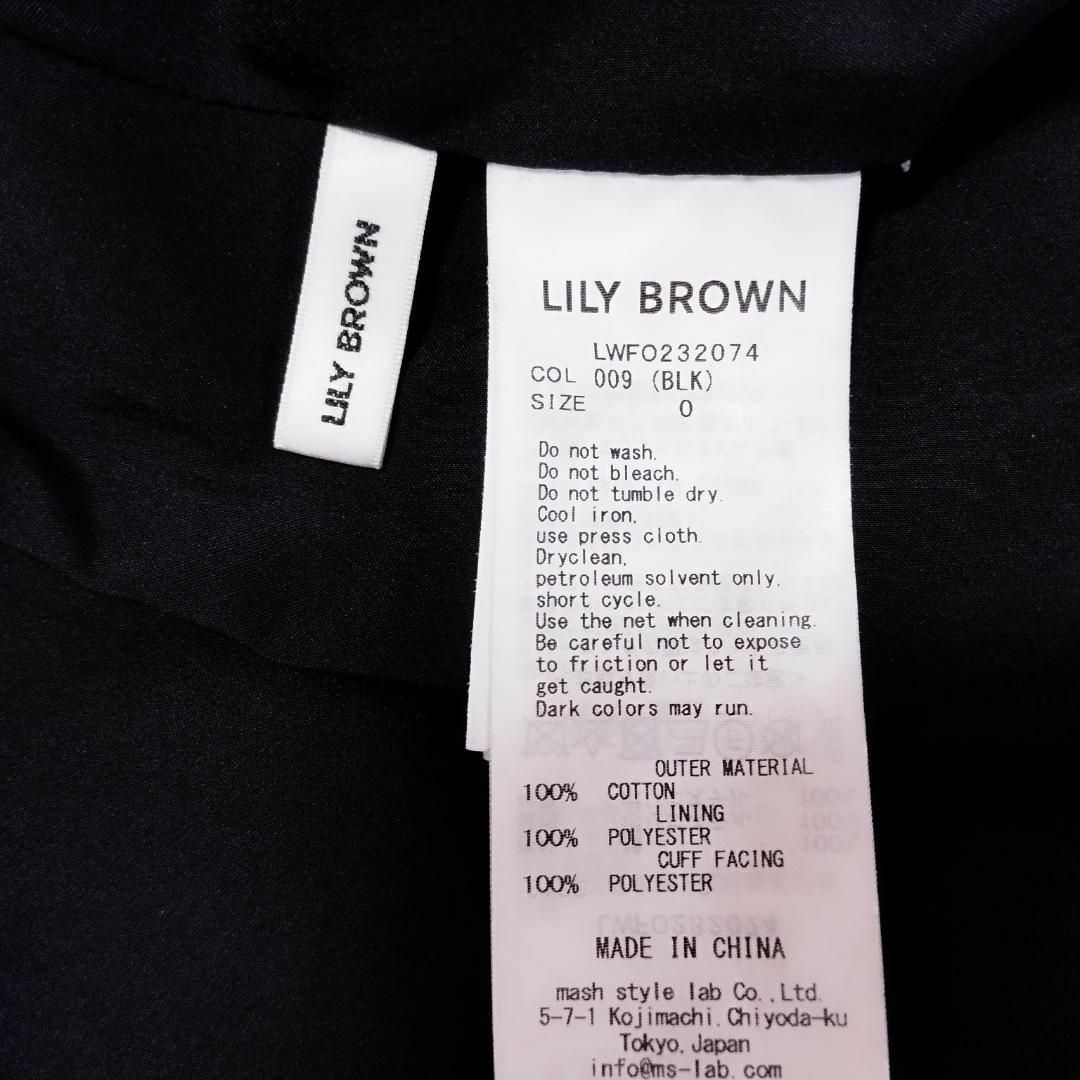 LILY BROWN
LILY BROWN
LWFO232074
COL 009 (BLK)
SIZE 0
Do not wash.
Do not bleach.
Do not tumble dry.
Cool iron,
use press cloth.
Dryclean,
petroleum solvent only,
short cycle.
Use the net when cleaning.
Be careful not to expose
to friction or let it
get caught.
Dark colors may run.
OUTER MATERIAL
100% COTTON
LINING
100% POLYESTER
CUFF FACING
100% POLYESTER
MADE IN CHINA
mash style lab Co.,Ltd.
5-7-1 Kojimachi,Chiyoda-ku
Tokyo,Japan
info@ms-lab.com